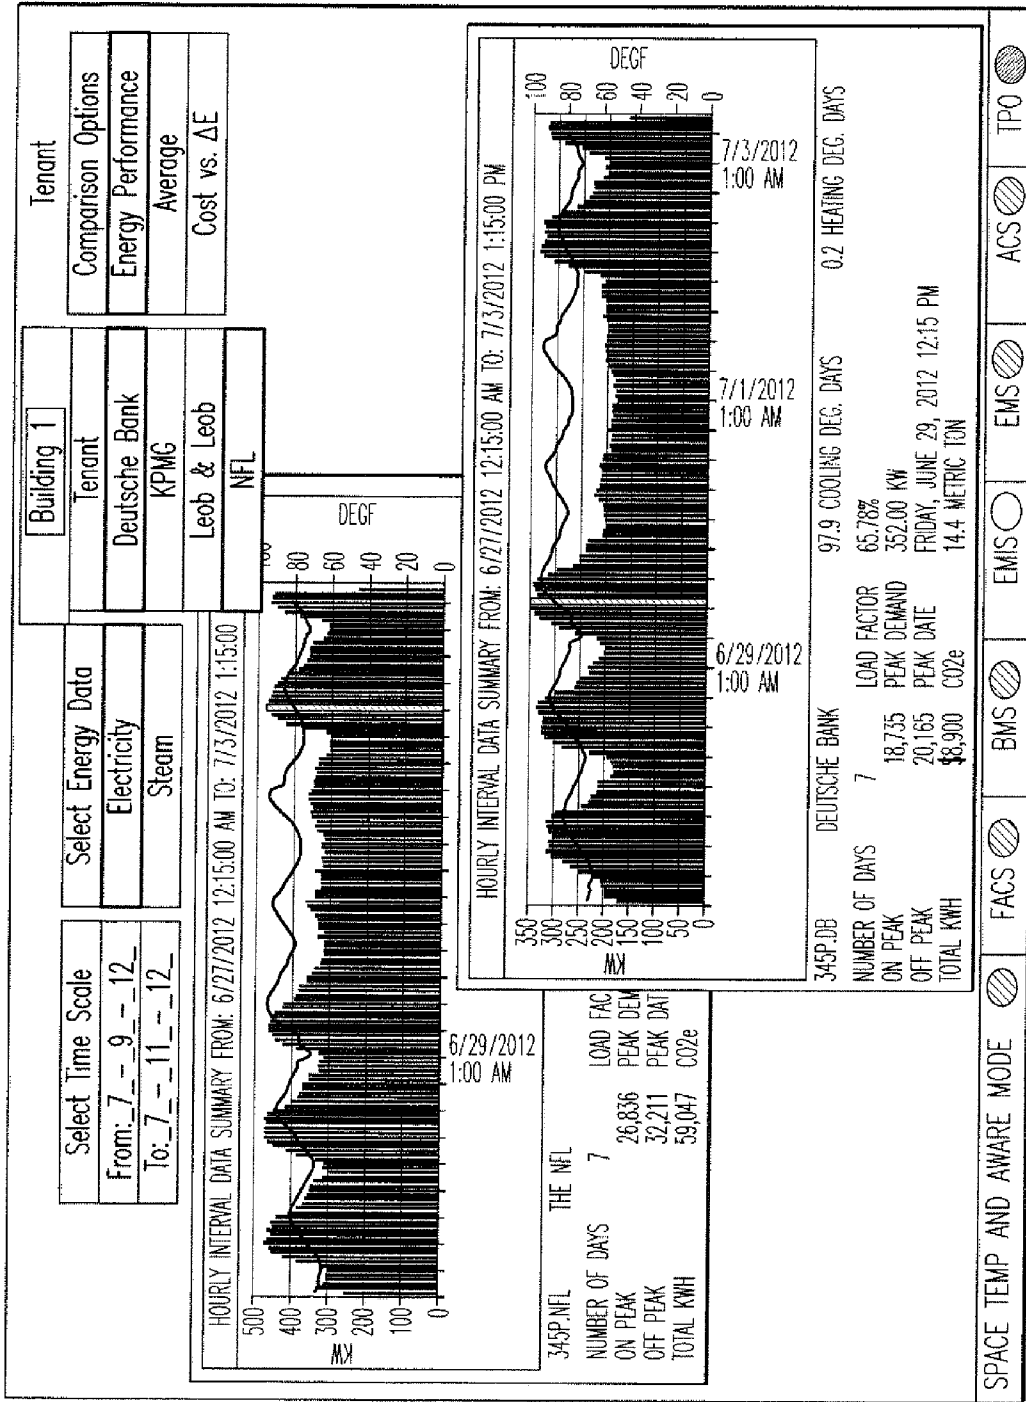 Select Time Scale
From:_7_-_9_-_12_
To:_7_-_11_-_12_
Select Energy Data
Electricity
Steam
Building 1
Tenant
Deutsche Bank
KPMG
Leob & Leob
NFL
Tenant
Comparison Options
Energy Performance
Average
Cost vs. ΔE
HOURLY INTERVAL DATA SUMMARY FROM: 6/27/2012 12:15:00 AM TO: 7/3/2012 1:15:00
KW
500
400
300
200
100
0
DEGF
80
60
40
20
0
6/29/2012
1:00 AM
345P.NFL THE NFL
NUMBER OF DAYS 7 LOAD FAC
ON PEAK 26,836 PEAK DEM
OFF PEAK 32,211 PEAK DAT
TOTAL KWH 59,047 CO2e
HOURLY INTERVAL DATA SUMMARY FROM: 6/27/2012 12:15:00 AM TO: 7/3/2012 1:15:00 PM
KW
350
300
250
200
150
100
50
0
DEGF
100
80
60
40
20
0
6/29/2012
1:00 AM
7/1/2012
1:00 AM
7/3/2012
1:00 AM
345P.DB DEUTSCHE BANK 97.9 COOLING DEG. DAYS 0.2 HEATING DEG. DAYS
NUMBER OF DAYS 7 LOAD FACTOR 65.78%
ON PEAK 18,735 PEAK DEMAND 352.00 KW
OFF PEAK 20,165 PEAK DATE FRIDAY, JUNE 29, 2012 12:15 PM
TOTAL KWH 38,900 CO2e 14.4 METRIC TON
SPACE TEMP AND AWARE MODE
FACS
BMS
EMIS
EMS
ACS
TPO